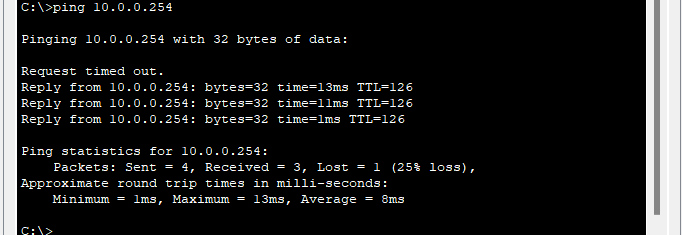 C:\>ping 10.0.0.254
Pinging 10.0.0.254 with 32 bytes of data:
Request timed out.
Reply from 10.0.0.254: bytes=32 time=13ms TTL=126
Reply from 10.0.0.254: bytes=32 time=11ms TTL=126
Reply from 10.0.0.254: bytes=32 time=1ms TTL=126
Ping statistics for 10.0.0.254:
Packets: Sent = 4, Received = 3, Lost = 1 (25% loss),
Approximate round trip times in milli-seconds:
Minimum = 1ms, Maximum = 13ms, Average = 8ms
C:\>